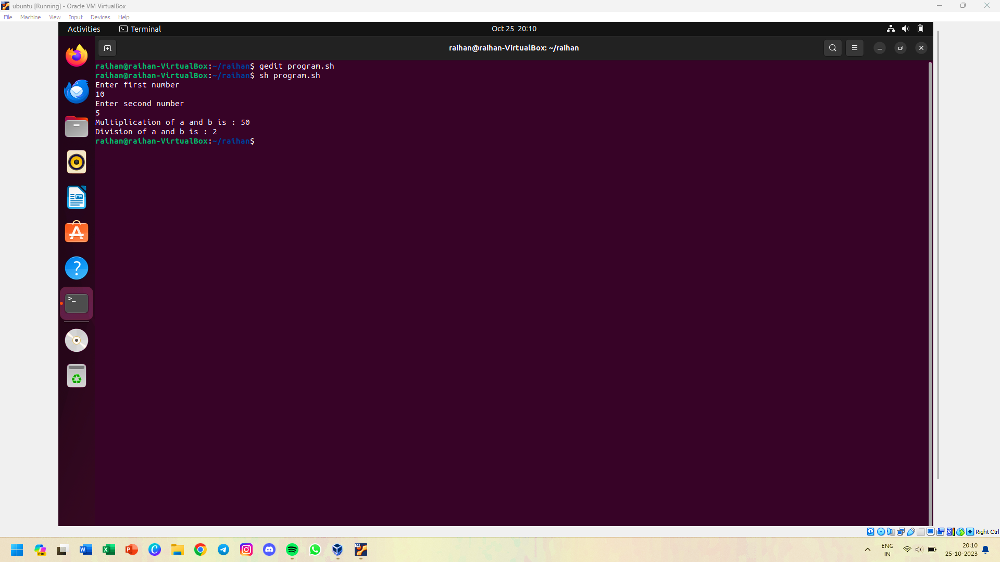 ubuntu [Running] - Oracle VM VirtualBox
File Machine View Input Devices Help
Activities Terminal Oct 25 20:10
raihan@raihan-VirtualBox: ~/raihan
raihan@raihan-VirtualBox:~/raihan$ gedit program.sh
raihan@raihan-VirtualBox:~/raihan$ sh program.sh
Enter first number
10
Enter second number
5
Multiplication of a and b is : 50
Division of a and b is : 2
raihan@raihan-VirtualBox:~/raihan$
Right Ctrl
PRE
ENG
IN
20:10
25-10-2023